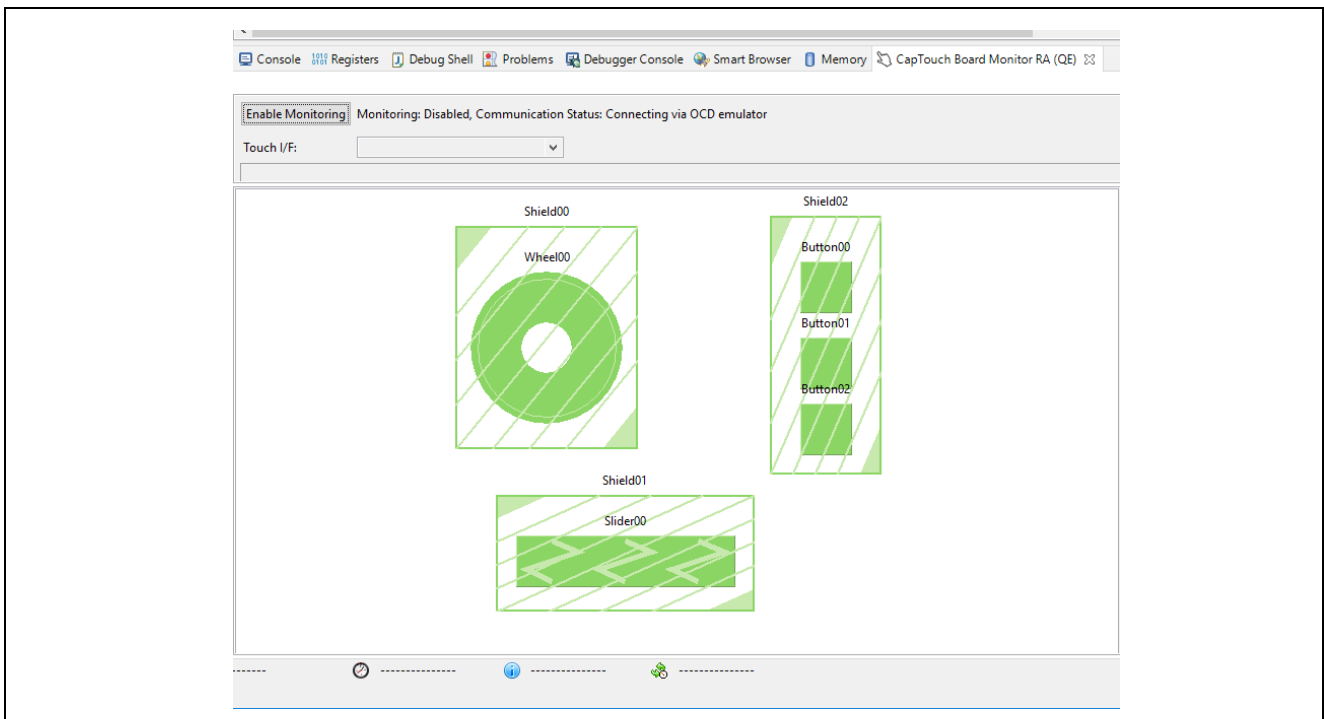 Console Registers Debug Shell Problems Debugger Console Smart Browser Memory CapTouch Board Monitor RA (QE)
Enable Monitoring Monitoring: Disabled, Communication Status: Connecting via OCD emulator
Touch I/F:
Shield00
Shield02
Wheel00
Button00
Button01
Button02
Shield01
Slider00
------- --------------- --------------- ---------------